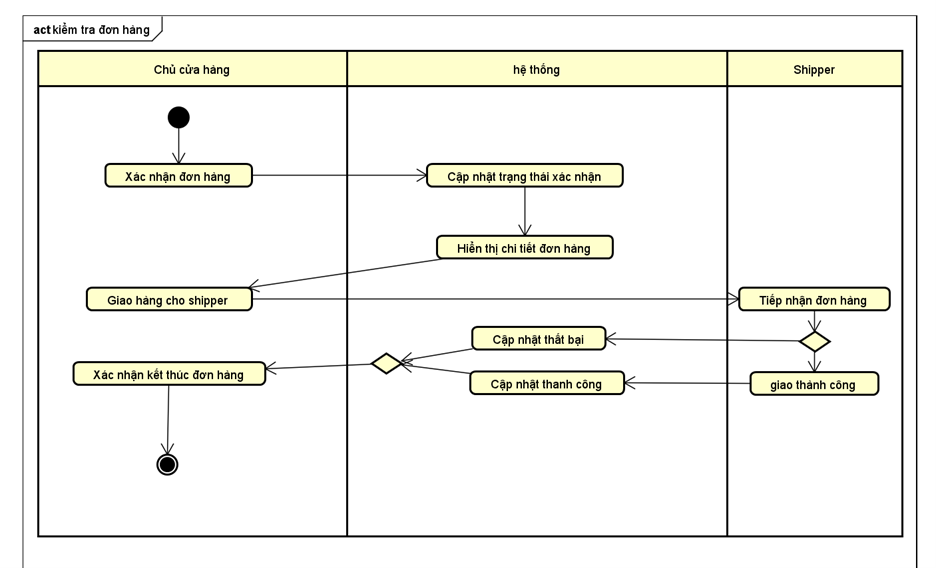 act kiểm tra đơn hàng
Chủ cửa hàng
hệ thống
Shipper
Xác nhận đơn hàng
Cập nhật trạng thái xác nhận
Hiển thị chi tiết đơn hàng
Giao hàng cho shipper
Tiếp nhận đơn hàng
Cập nhật thất bại
Xác nhận kết thúc đơn hàng
Cập nhật thanh công
giao thánh công